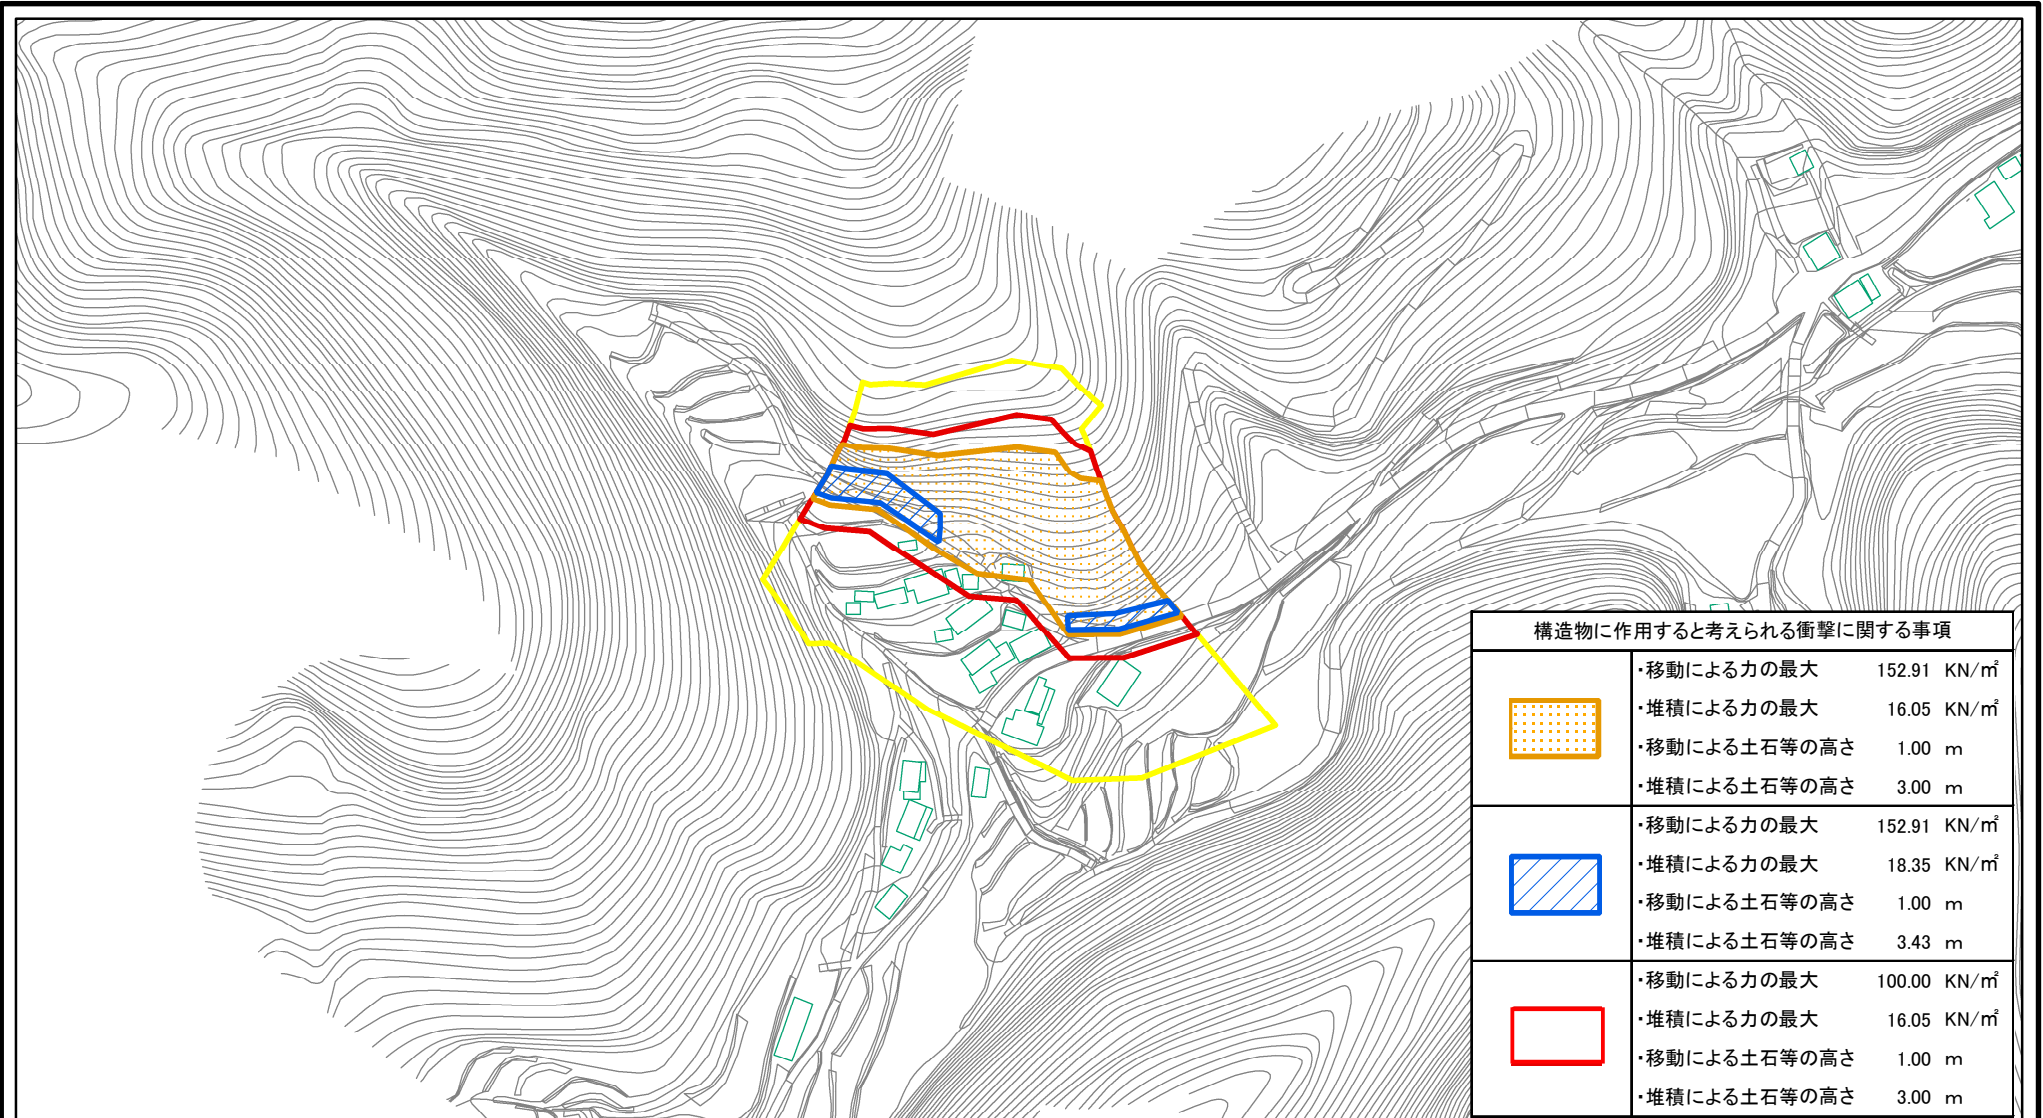 構造物に作用すると考えられる衝撃に関する事項
・移動による力の最大 152.91 KN/㎡
・堆積による力の最大 16.05 KN/㎡
・移動による土石等の高さ 1.00 m
・堆積による土石等の高さ 3.00 m
・移動による力の最大 152.91 KN/㎡
・堆積による力の最大 18.35 KN/㎡
・移動による土石等の高さ 1.00 m
・堆積による土石等の高さ 3.43 m
・移動による力の最大 100.00 KN/㎡
・堆積による力の最大 16.05 KN/㎡
・移動による土石等の高さ 1.00 m
・堆積による土石等の高さ 3.00 m